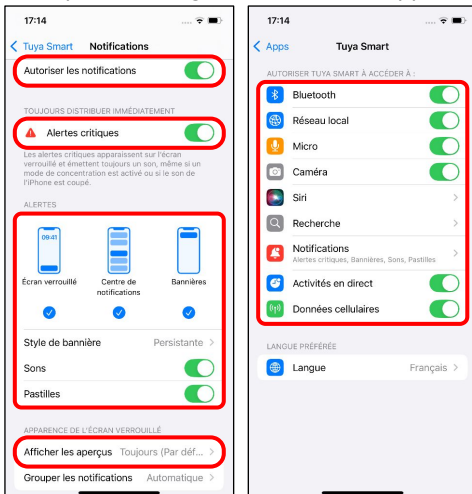 17:14
Tuya Smart Notifications
Autoriser les notifications
TOUJOURS DISTRIBUER IMMÉDIATEMENT
Alertes critiques
Les alertes critiques apparaissent sur l'écran
verrouillé et émettent toujours un son, même si un
mode de concentration est activé ou si le son de
l'iPhone est coupé.
ALERTES
09:41
Écran verrouillé Centre de notifications Bannières
Style de bannière Persistante
Sons
Pastilles
APPARENCE DE L'ÉCRAN VERROUILLÉ
Afficher les aperçus Toujours (Par déf...
Grouper les notifications Automatique
17:14
Apps Tuya Smart
AUTORISER TUYA SMART À ACCÉDER À :
Bluetooth
Réseau local
Micro
Caméra
Siri
Recherche
Notifications
Alertes critiques, Bannières, Sons, Pastilles
Activités en direct
Données cellulaires
LANGUE PRÉFÉRÉE
Langue Français